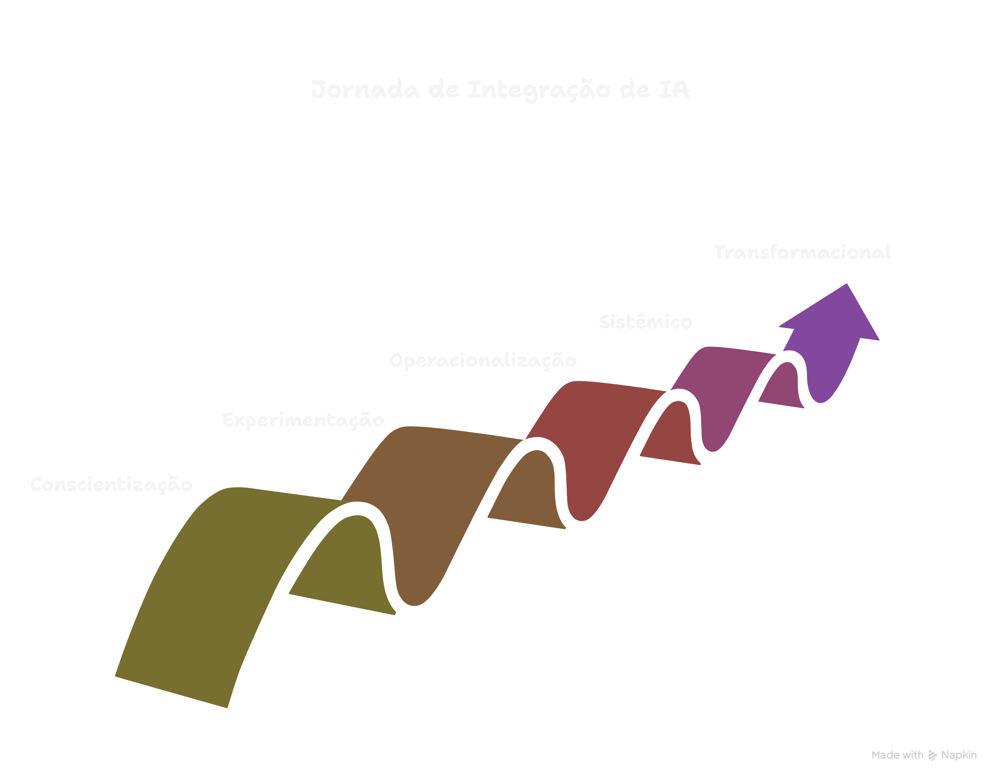 Jornada de Integração de IA
Transformacional
Sistêmico
Operacionalização
Experimentação
Conscientização
Made with Napkin